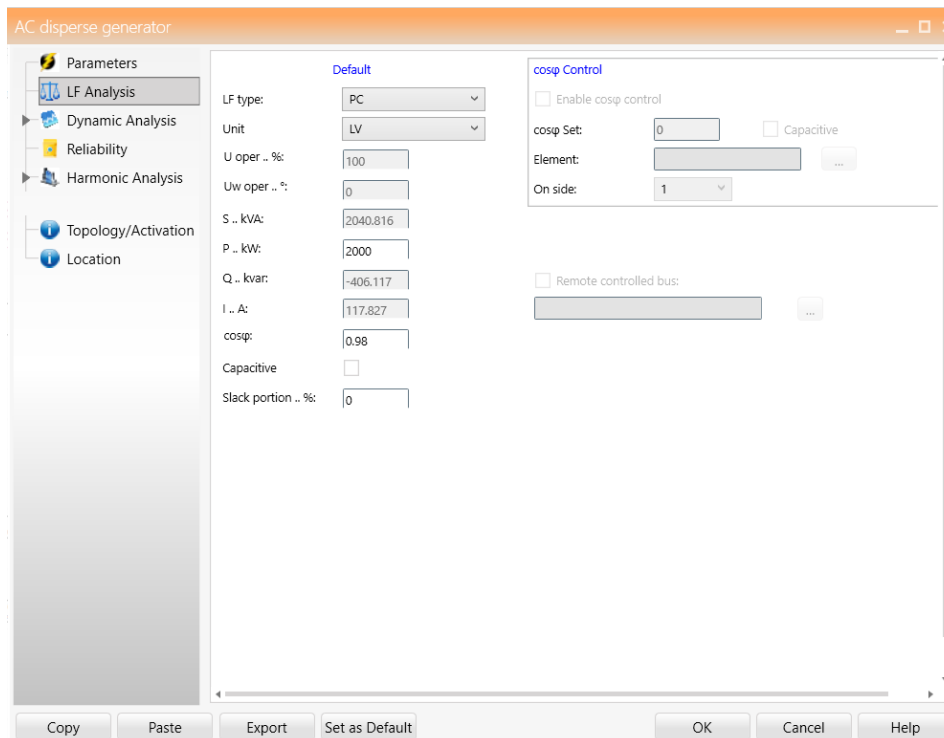 AC disperse generator
Parameters
LF Analysis
Dynamic Analysis
Reliability
Harmonic Analysis
Topology/Activation
Location
Default
LF type: PC
Unit LV
U oper .. %: 100
Uw oper .. °: 0
S .. kVA: 2040.816
P .. kW: 2000
Q .. kvar: -406.117
I .. A: 117.827
cosφ: 0.98
Capacitive
Slack portion .. %: 0
cosφ Control
Enable cosφ control
cosφ Set: 0 Capacitive
Element: ...
On side: 1
Remote controlled bus:
...
Copy Paste Export Set as Default OK Cancel Help